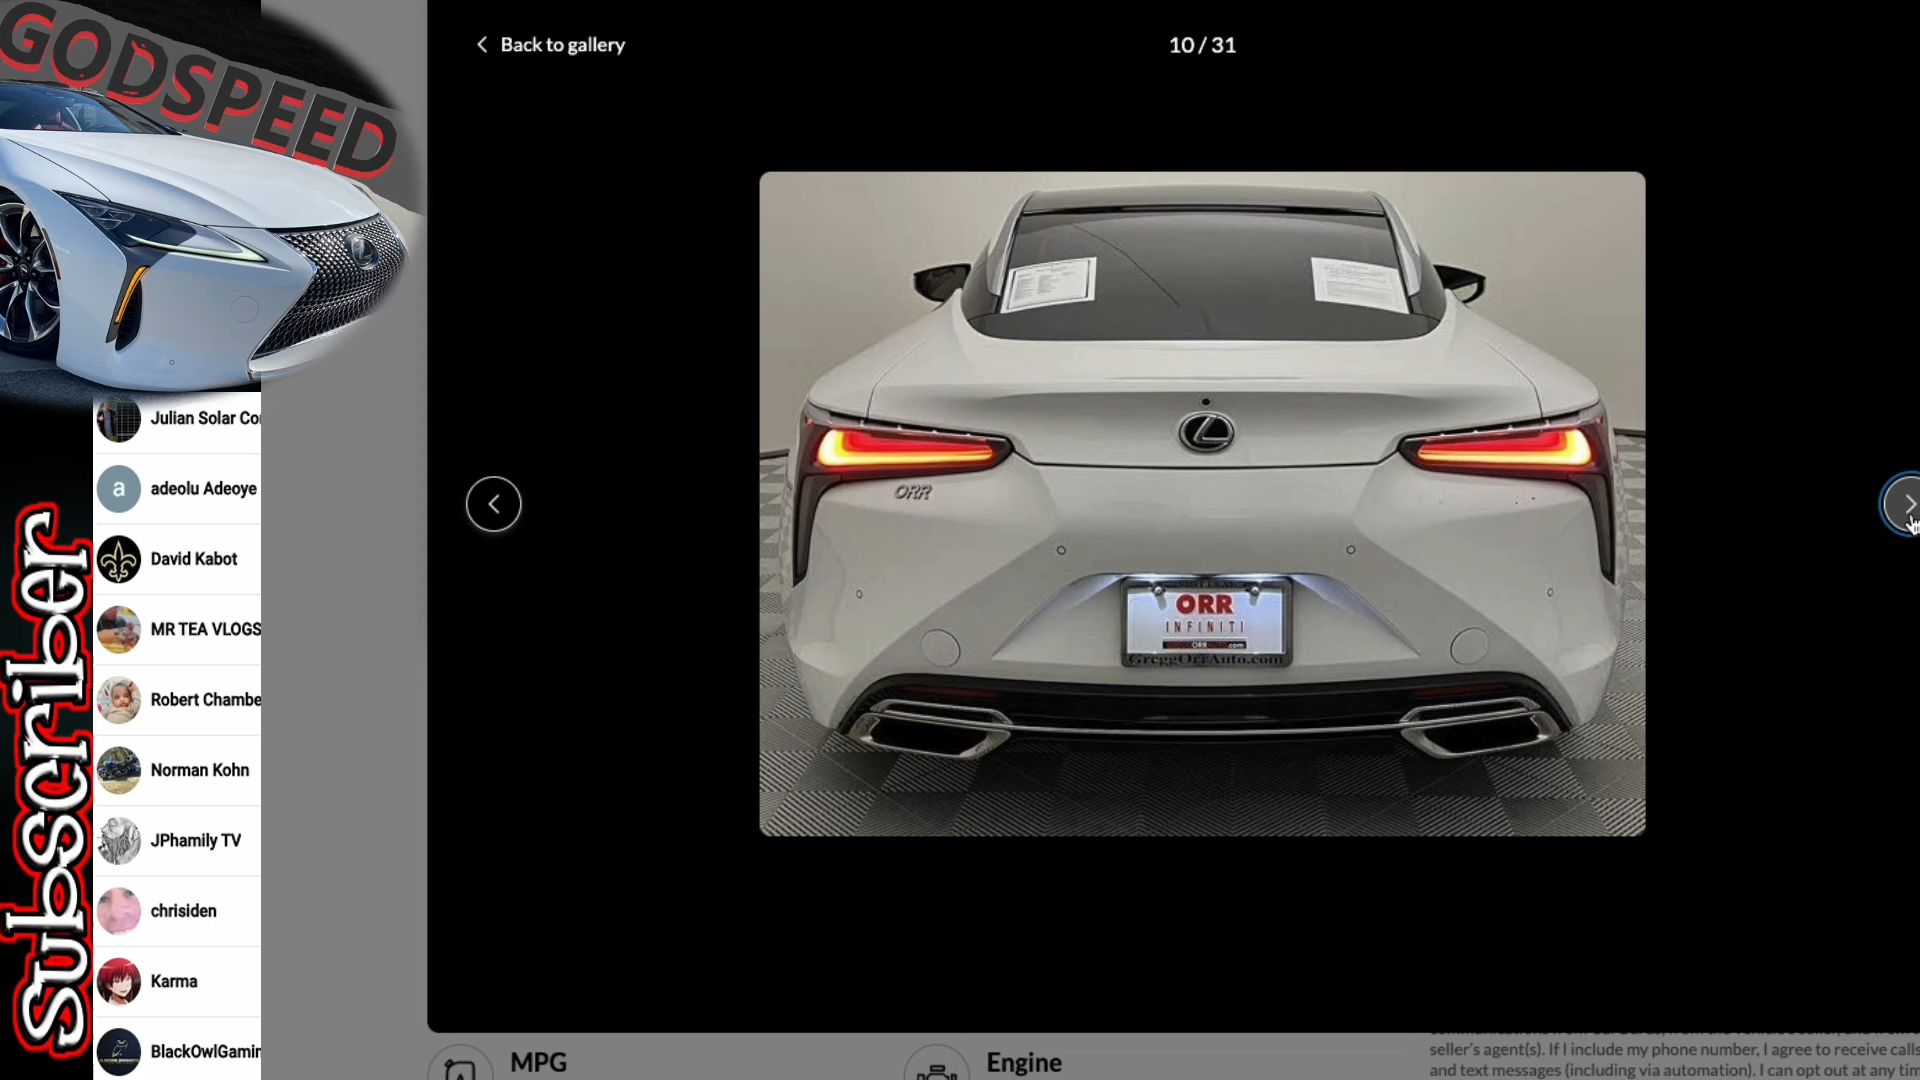 GODSPEED
Back to gallery
10 / 31
Julian Solar Co
a
adeolu Adeoye
David Kabot
MR TEA VLOGS
Robert Chambe
Norman Kohn
JPhamily TV
chrisiden
Karma
BlackOwlGamin
Subscriber
ORR
ORR
INFINITI
GreggOrrAuto.com
MPG
Engine
seller's agent(s). If I include my phone number, I agree to receive calls
and text messages (including via automation). I can opt out at any tim